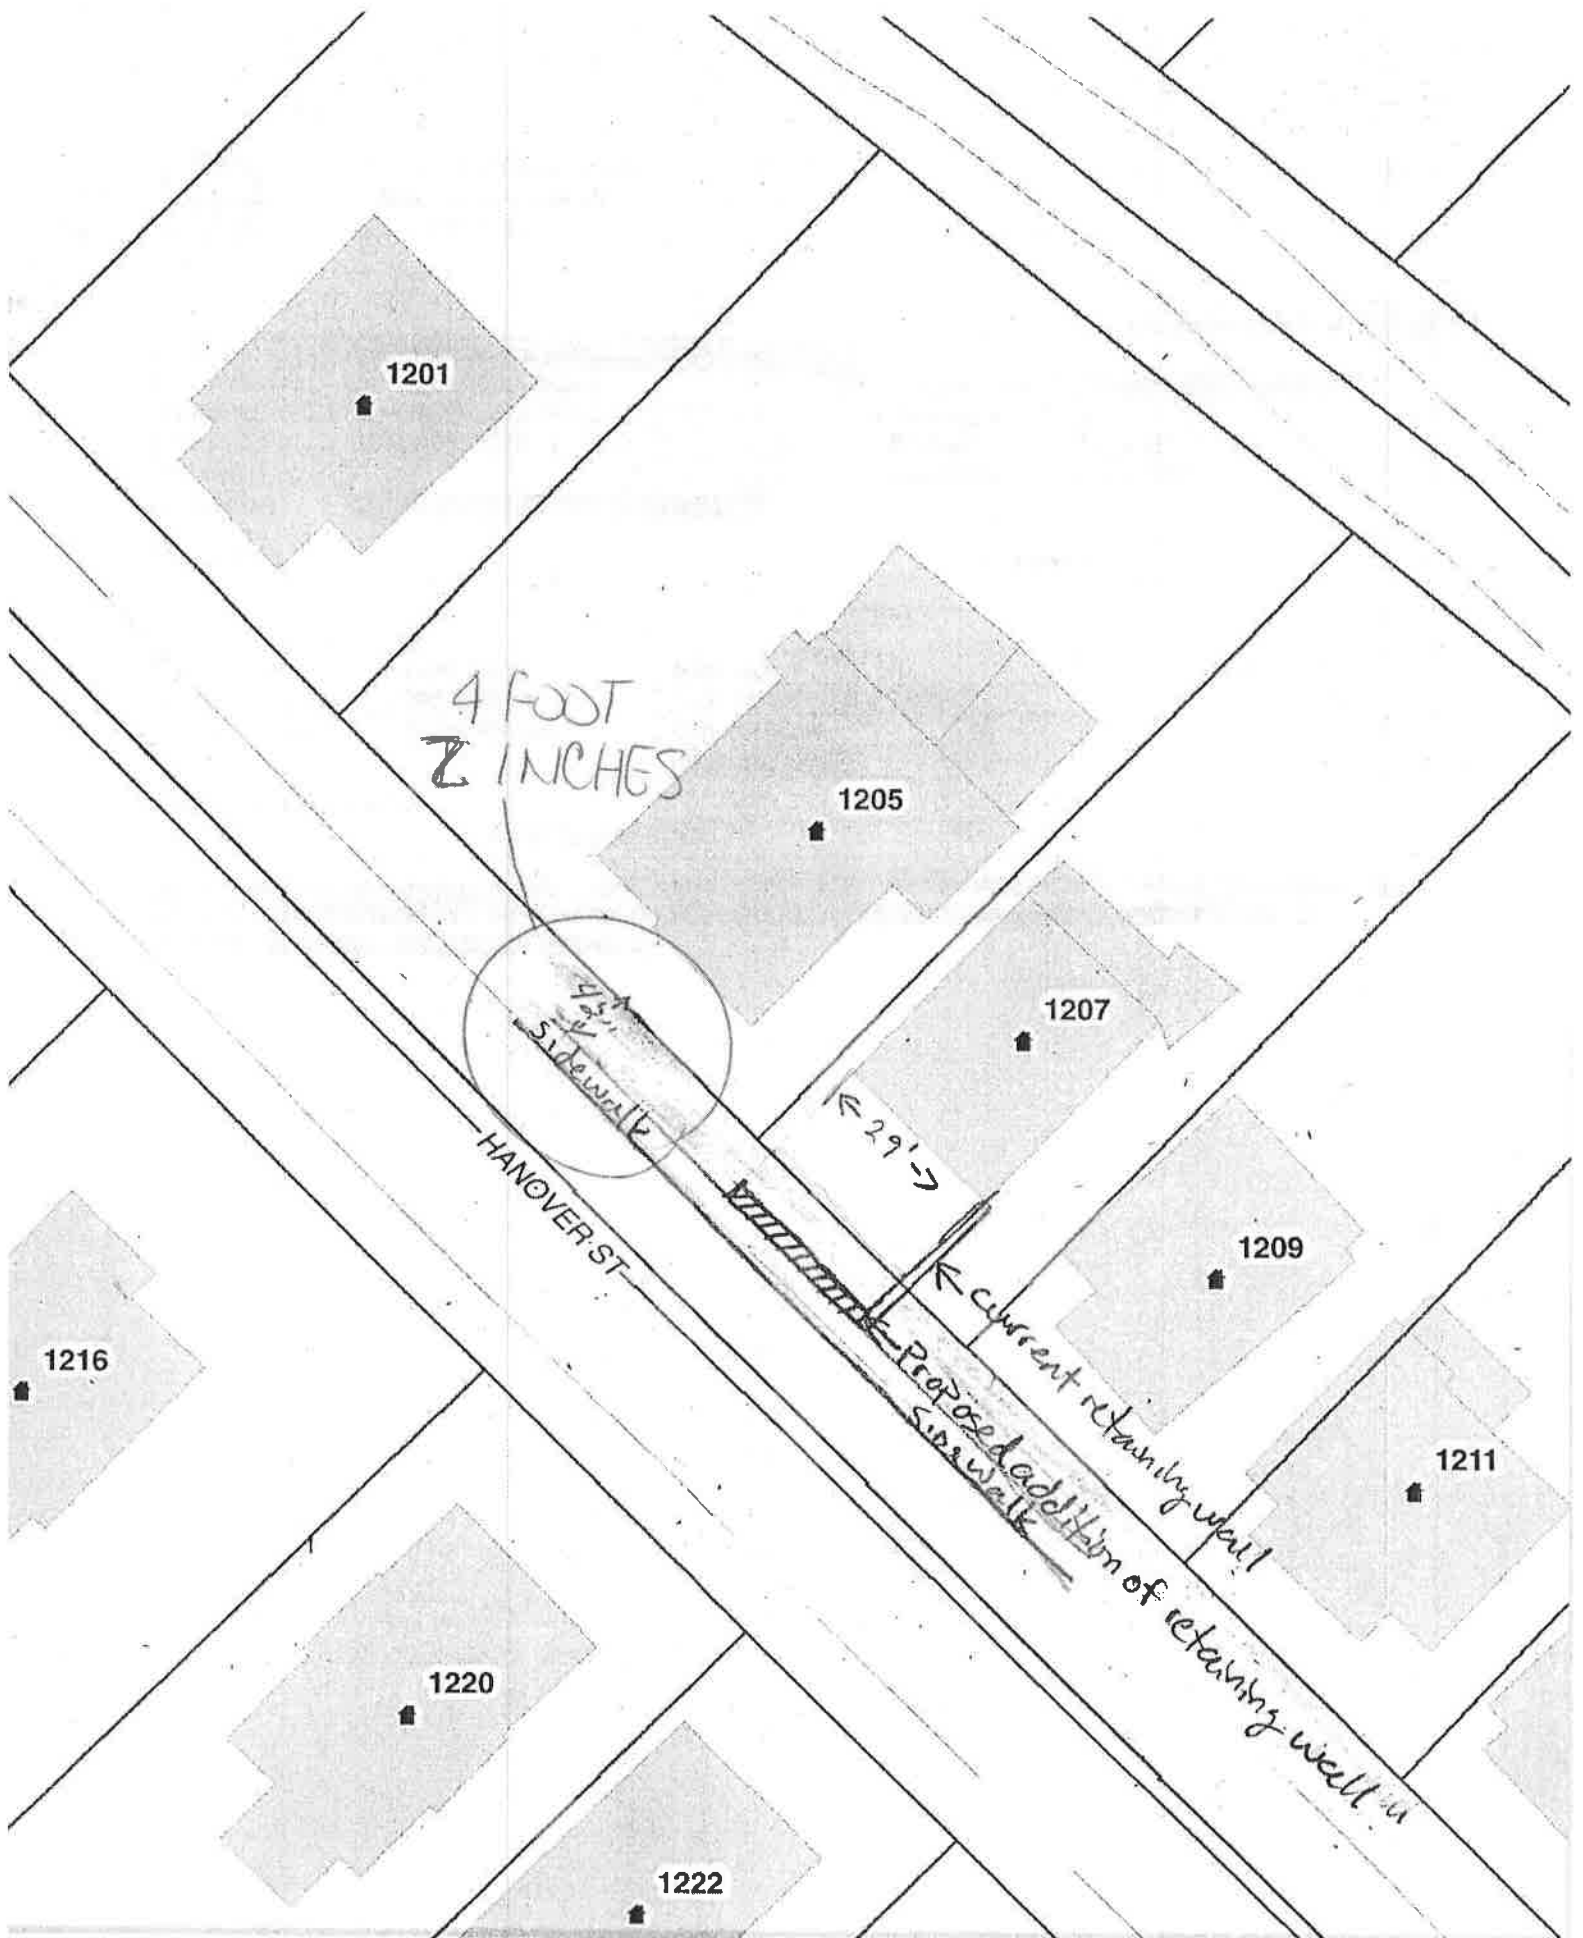 1201
4 FOOT
Z INCHES
1205
42"
Sidewalk
1207
← 29' →
HANOVER ST
1209
← current retaining wall
← Proposed addition of retaining wall
Sidewalk
1216
1211
1220
1222